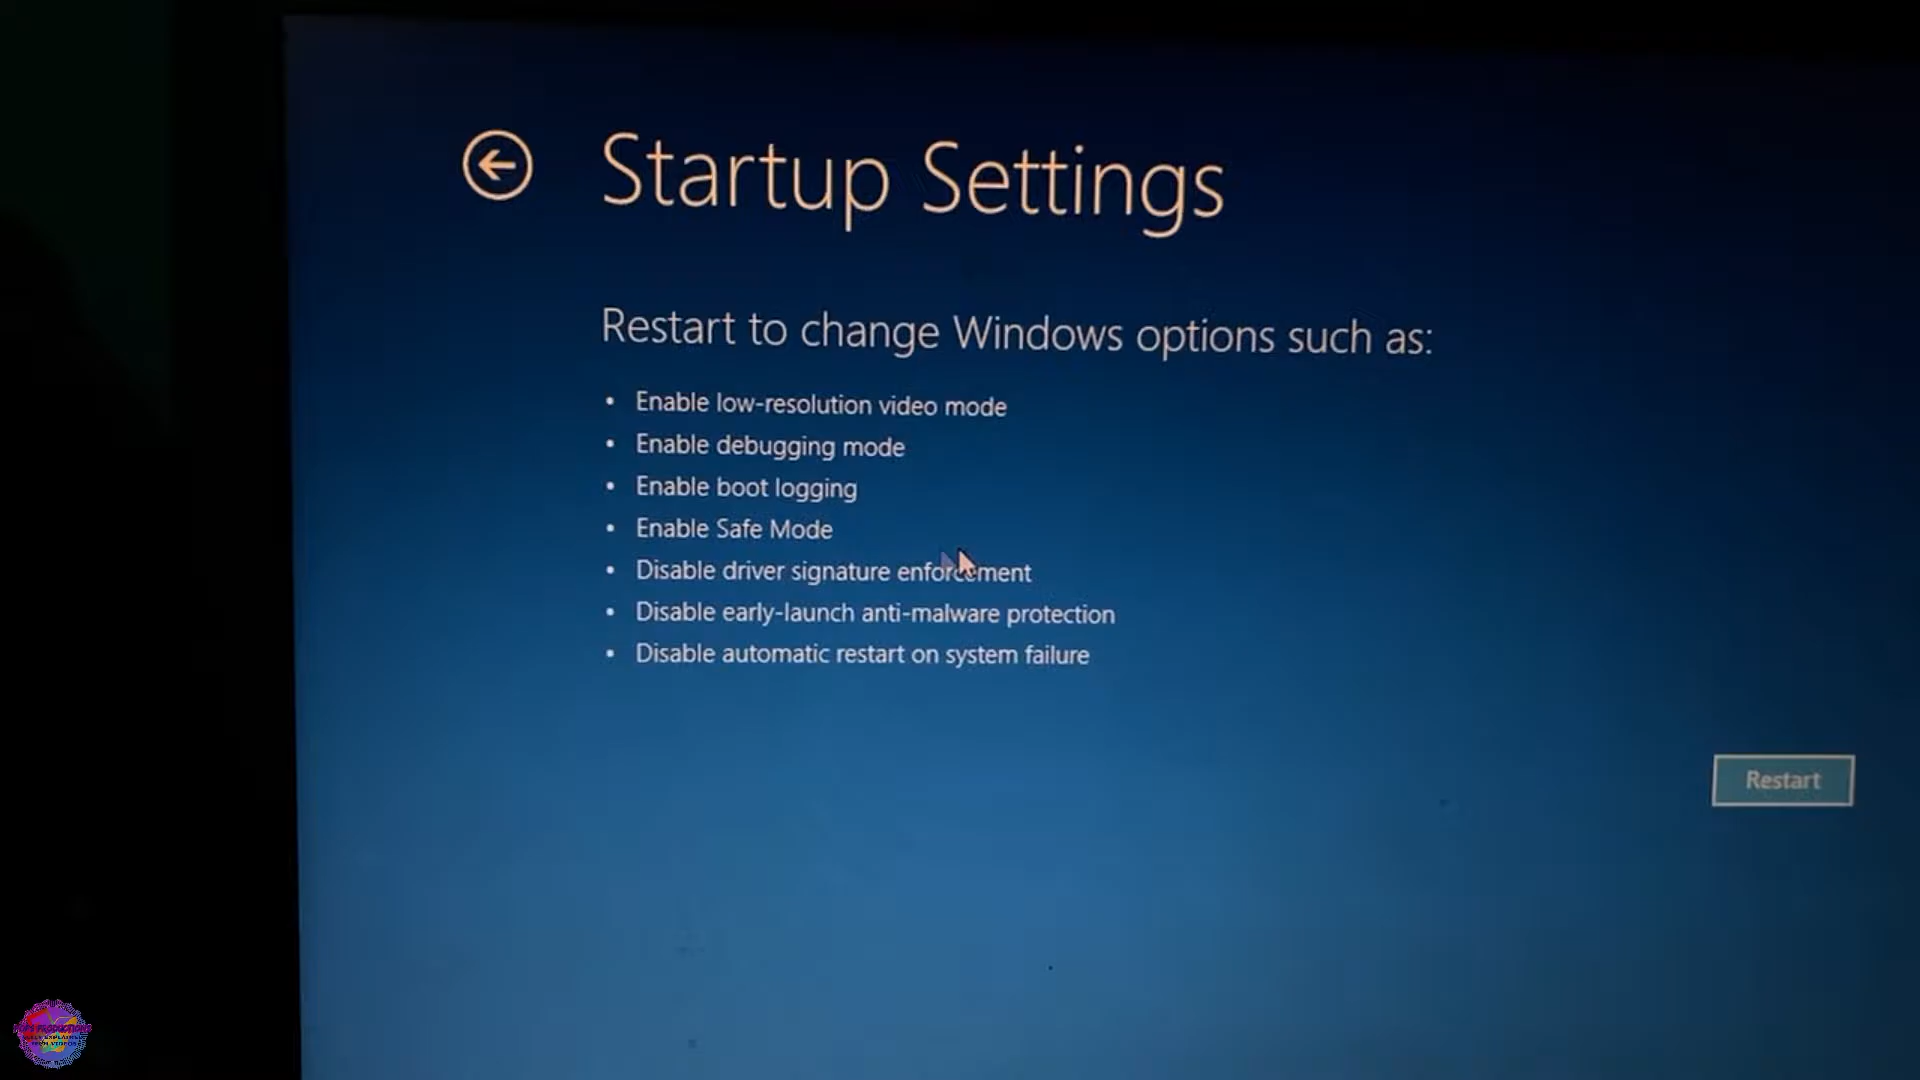 Startup Settings
Restart to change Windows options such as:
• Enable low-resolution video mode
• Enable debugging mode
• Enable boot logging
• Enable Safe Mode
• Disable driver signature enforcement
• Disable early-launch anti-malware protection
• Disable automatic restart on system failure
Restart